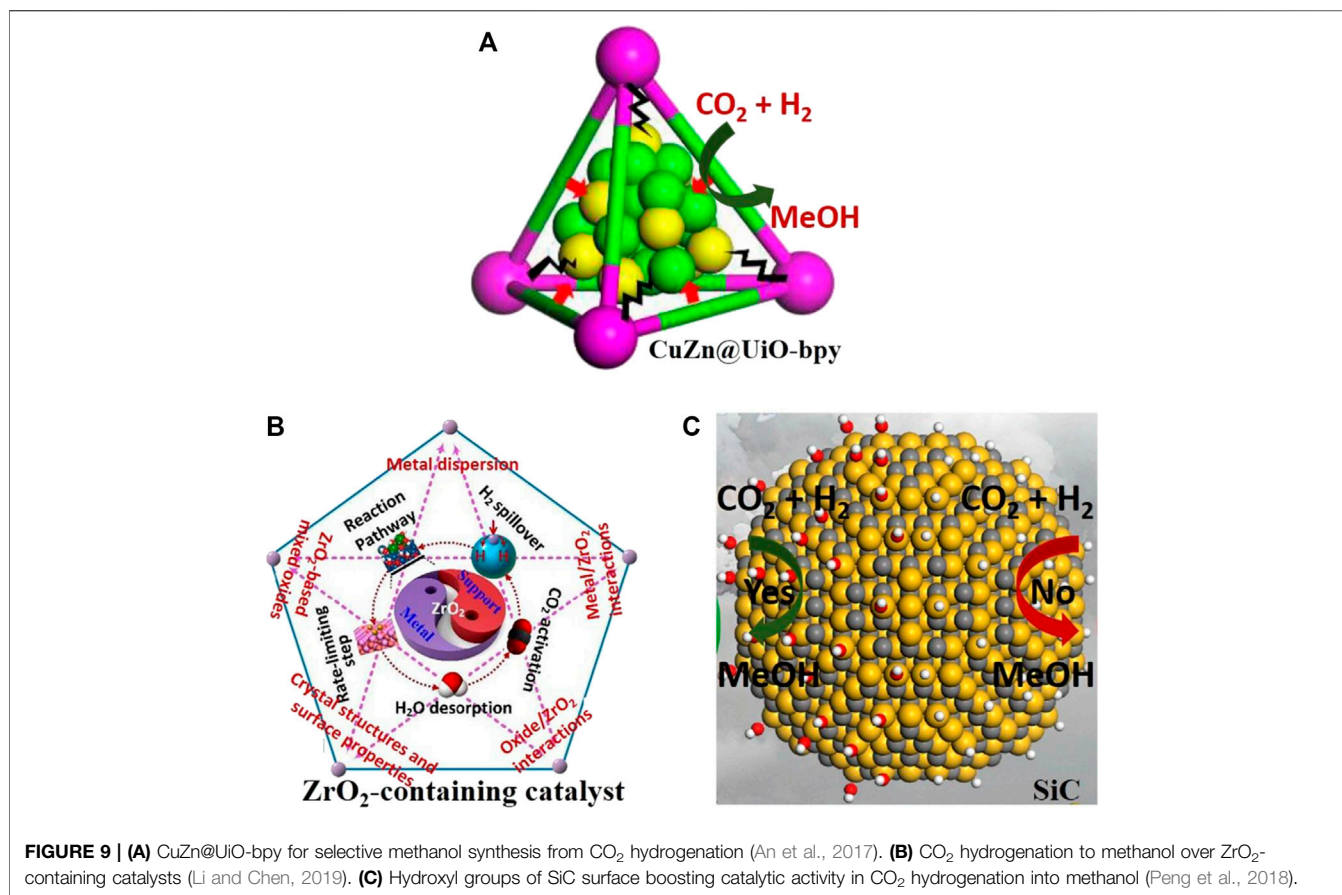 A
CO₂ + H₂
MeOH
CuZn@UiO-bpy
B
Metal dispersion
Reaction
Pathway
H₂ spillover
H H
ZrO₂-based
mixed oxides
Metal/ZrO₂
Interactions
Support
ZrO₂
Metal
CO₂ activation
Rate-limiting
step
H₂O desorption
Crystal structures and
surface properties
Oxide/ZrO₂
interactions
ZrO₂-containing catalyst
C
CO₂ + H₂
CO₂ + H₂
Yes
No
MeOH
MeOH
SiC
FIGURE 9 | (A) CuZn@UiO-bpy for selective methanol synthesis from CO₂ hydrogenation (An et al., 2017). (B) CO₂ hydrogenation to methanol over ZrO₂-
containing catalysts (Li and Chen, 2019). (C) Hydroxyl groups of SiC surface boosting catalytic activity in CO₂ hydrogenation into methanol (Peng et al., 2018).